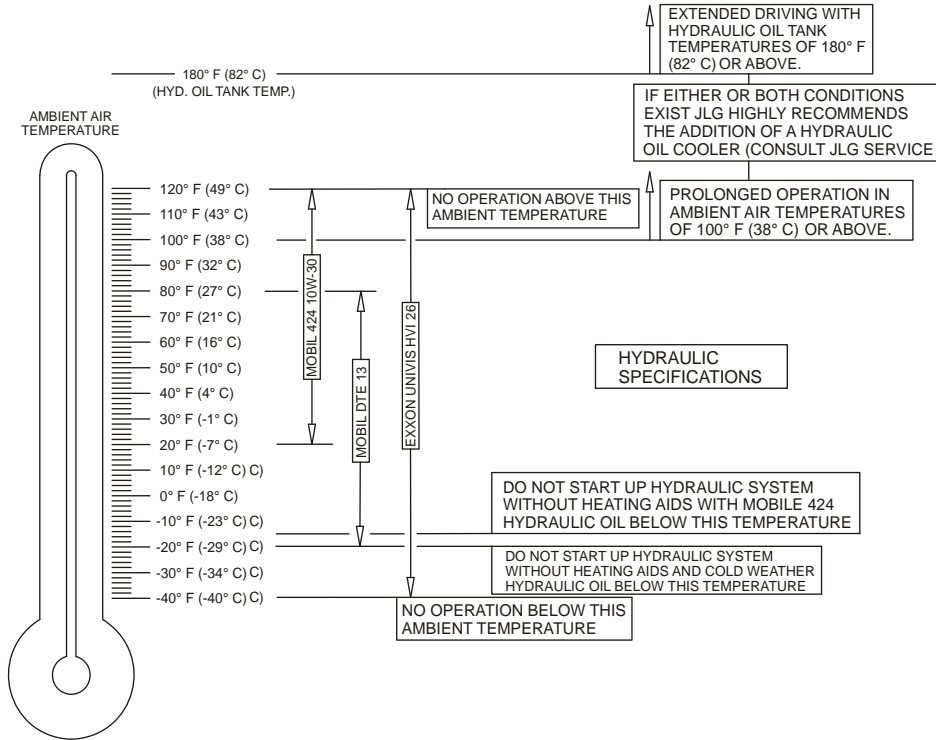 EXTENDED DRIVING WITH
HYDRAULIC OIL TANK
TEMPERATURES OF 180° F
(82° C) OR ABOVE.
180° F (82° C)
(HYD. OIL TANK TEMP.)
IF EITHER OR BOTH CONDITIONS
EXIST JLG HIGHLY RECOMMENDS
THE ADDITION OF A HYDRAULIC
OIL COOLER (CONSULT JLG SERVICE
AMBIENT AIR
TEMPERATURE
120° F (49° C)
110° F (43° C)
100° F (38° C)
90° F (32° C)
80° F (27° C)
70° F (21° C)
60° F (16° C)
50° F (10° C)
40° F (4° C)
30° F (-1° C)
20° F (-7° C)
10° F (-12° C) C)
0° F (-18° C)
-10° F (-23° C) C)
-20° F (-29° C) C)
-30° F (-34° C) C)
-40° F (-40° C) C)
MOBIL 424 10W-30
MOBIL DTE 13
EXXON UNIVIS HVI 26
NO OPERATION ABOVE THIS
AMBIENT TEMPERATURE
PROLONGED OPERATION IN
AMBIENT AIR TEMPERATURES
OF 100° F (38° C) OR ABOVE.
HYDRAULIC
SPECIFICATIONS
DO NOT START UP HYDRAULIC SYSTEM
WITHOUT HEATING AIDS WITH MOBILE 424
HYDRAULIC OIL BELOW THIS TEMPERATURE
DO NOT START UP HYDRAULIC SYSTEM
WITHOUT HEATING AIDS AND COLD WEATHER
HYDRAULIC OIL BELOW THIS TEMPERATURE
NO OPERATION BELOW THIS
AMBIENT TEMPERATURE